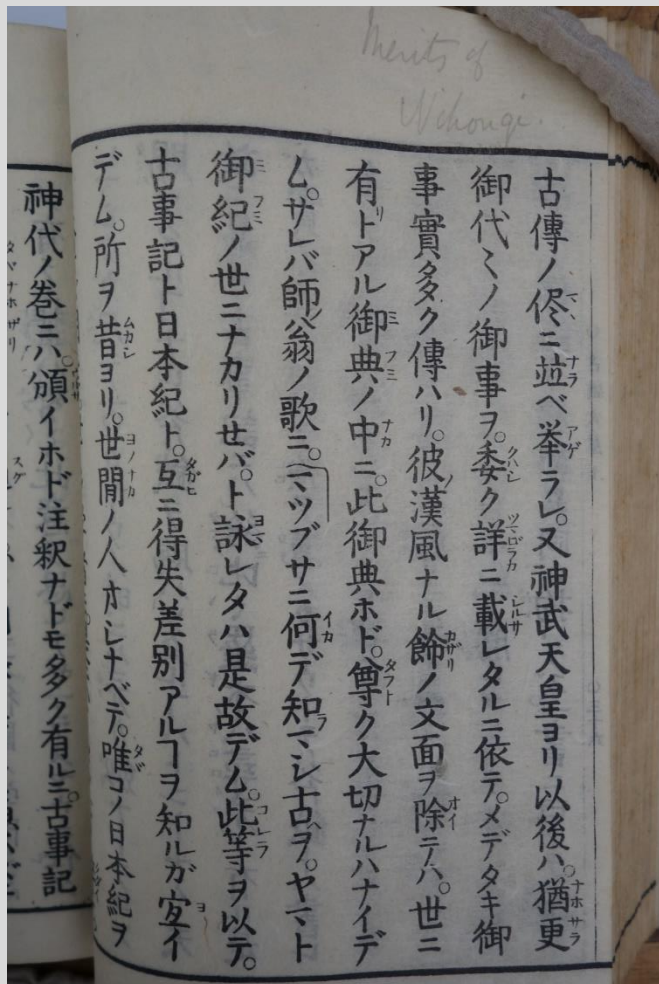 Merits of
Nihongi.
古傳ノ侭ニ竝ベ挙ラレ。又神武天皇ヨリ以後ハ。猶更
御代〻ノ御事ヲ。委ク詳ニ載レタルニ依テ。メデタキ御
事實多ク傳ハリ。彼漢風ナル餝ノ文面ヲ除テハ。世ニ
有トアル御典ノ中ニ。此御典ホド。尊ク大切ナルハナイデ
ム。サレバ師ノ翁ノ歌ニ。マツブサニ何デ知ラマシ古ヲ。ヤマト
御紀ノ世ニナカリセバ。ト詠レタハ是故デム。此等ヲ以テ。
古事記ト日本紀ト。互ニ得失差別アルヿヲ知ルガ宜イ
デム。所ヲ昔ヨリ。世間ノ人オシナベテ。唯コノ日本紀ヲ
神代ノ巻ニハ。頗イホド注釈ナドモ多ク有ルニ。古事記